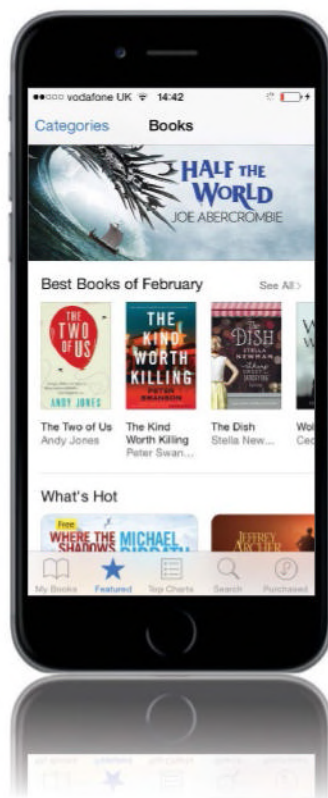 vodafone UK 14:42
Categories Books
HALF THE
WORLD
JOE ABERCROMBIE
Best Books of February See All >
THE
TWO
OF US
ANDY JONES
THE
KIND
WORTH
KILLING
PETER
SWANSON
The
DISH
STELLA
NEWMAN
The Two of Us
Andy Jones
The Kind
Worth Killing
Peter Swan...
The Dish
Stella New...
Wol
Cec
What's Hot
Free
WHERE THE
SHADOWS
MICHAEL
JEFFREY
ARCHER
My Books Featured Top Charts Search Purchased